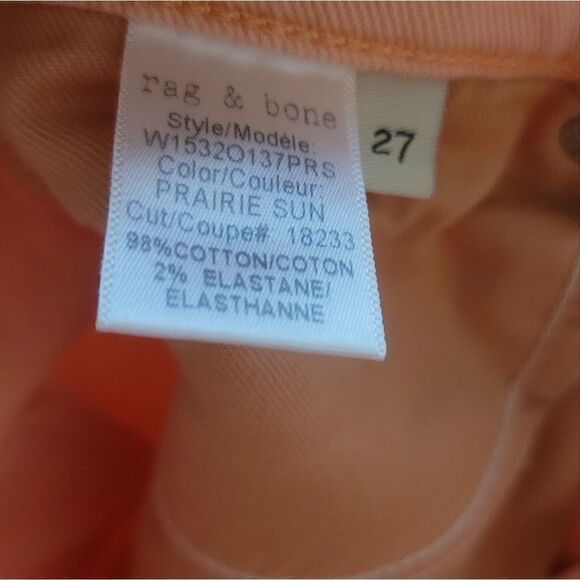 rag & bone
Style/Modèle:
W1532O137PRS
Color/Couleur:
PRAIRIE SUN
Cut/Coupe#: 18233
98%COTTON/COTON
2% ELASTANE/
ÉLASTHANNE
27